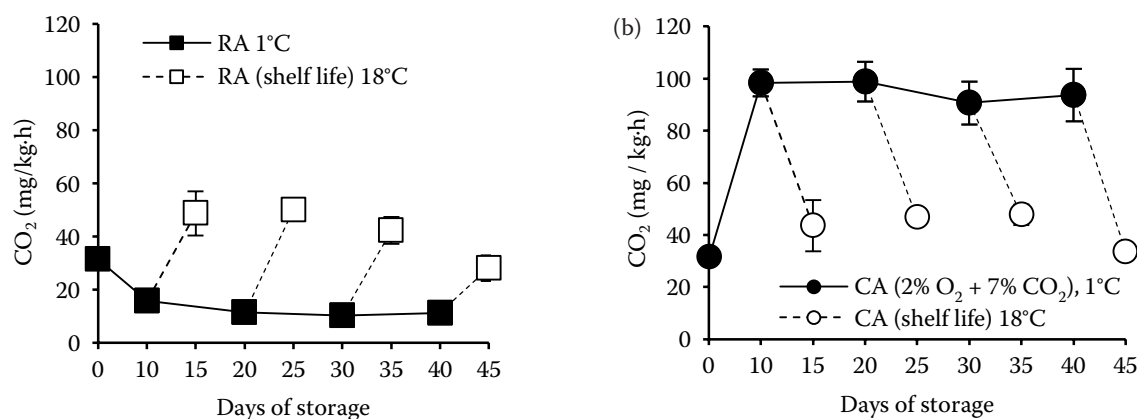 120
100
80
60
40
20
0
CO₂ (mg/kg·h)
RA 1°C
RA (shelf life) 18°C
0 10 15 20 25 30 35 40 45
Days of storage
(b)
120
100
80
60
40
20
0
CO₂ (mg / kg·h)
CA (2% O₂ + 7% CO₂), 1°C
CA (shelf life) 18°C
0 10 15 20 25 30 35 40 45
Days of storage